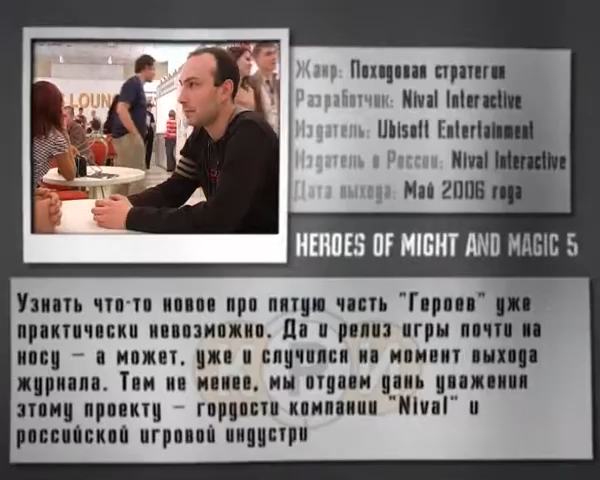 LOUN
Жанр: Походовая стратегия
Разработчик: Nival Interactive
Издатель: Ubisoft Entertainment
Издатель в России: Nival Interactive
Дата выхода: Май 2006 года
HEROES OF MIGHT AND MAGIC 5
Узнать что-то новое про пятую часть "Героев" уже
практически невозможно. Да и релиз игры почти на
носу – а может, уже и случился на момент выхода
журнала. Тем не менее, мы отдаем дань уважения
этому проекту – гордости компании "Nival" и
российской игровой индустри